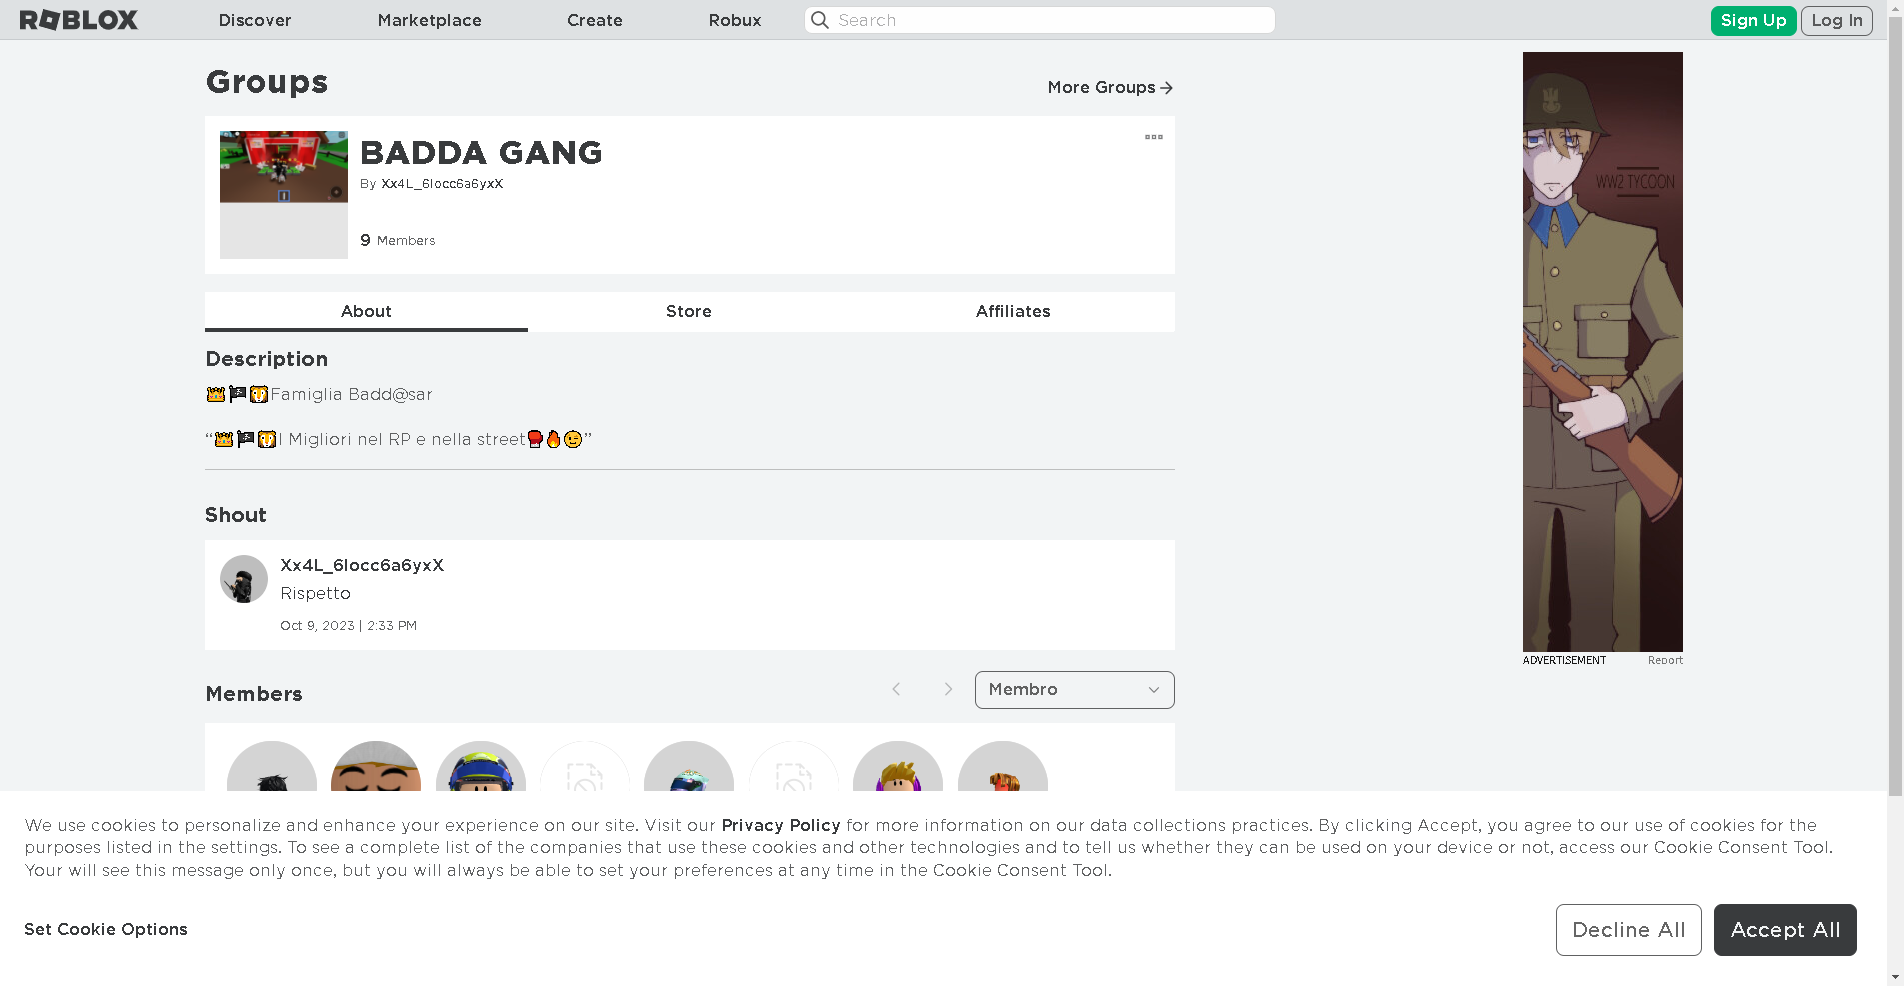 ROBLOX
Discover
Marketplace
Create
Robux
Search
Sign Up
Log In
Groups
More Groups
BADDA GANG
By Xx4L_6locc6a6yxX
9 Members
About
Store
Affiliates
Description
👑🏴‍☠️🐯Famiglia Badd@sar
“👑🏴‍☠️🐯I Migliori nel RP e nella street🥊🔥😉”
Shout
Xx4L_6locc6a6yxX
Rispetto
Oct 9, 2023 | 2:33 PM
Members
Membro
WW2 TYCOON
ADVERTISEMENT
Report
We use cookies to personalize and enhance your experience on our site. Visit our Privacy Policy for more information on our data collections practices. By clicking Accept, you agree to our use of cookies for the
purposes listed in the settings. To see a complete list of the companies that use these cookies and other technologies and to tell us whether they can be used on your device or not, access our Cookie Consent Tool.
Your will see this message only once, but you will always be able to set your preferences at any time in the Cookie Consent Tool.
Set Cookie Options
Decline All
Accept All